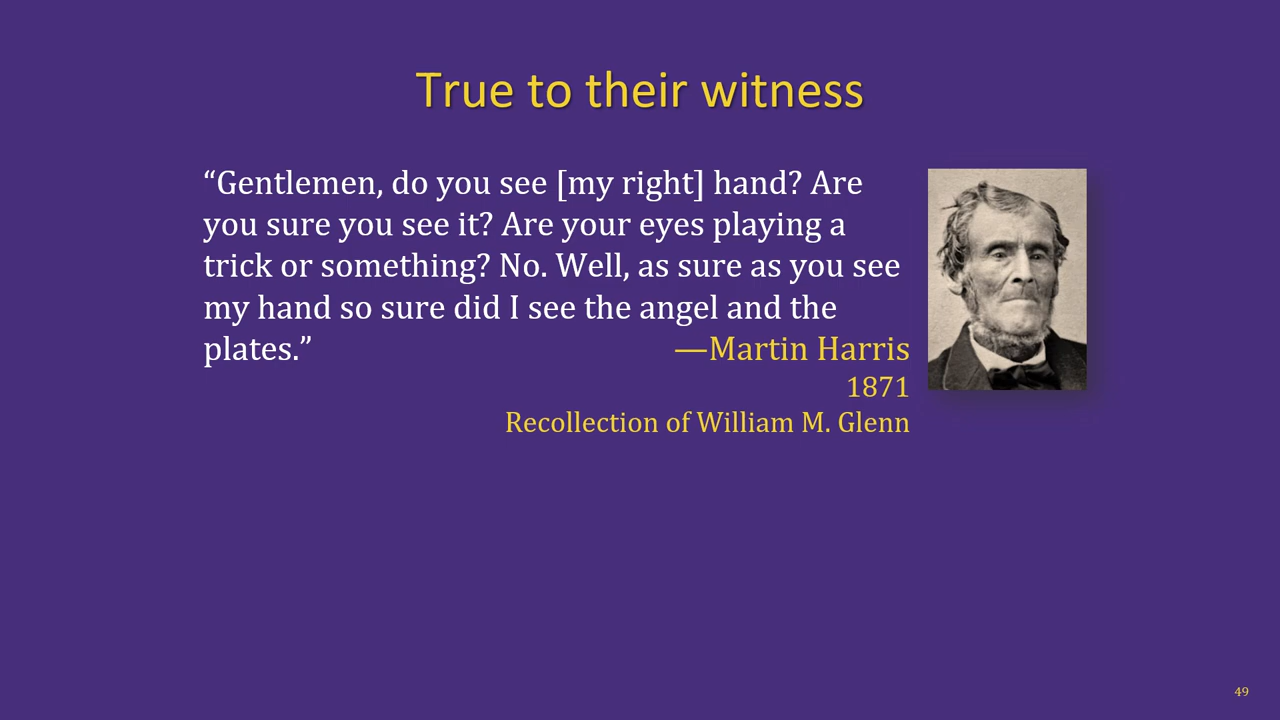 True to their witness
“Gentlemen, do you see [my right] hand? Are
you sure you see it? Are your eyes playing a
trick or something? No. Well, as sure as you see
my hand so sure did I see the angel and the
plates.” —Martin Harris
1871
Recollection of William M. Glenn
49